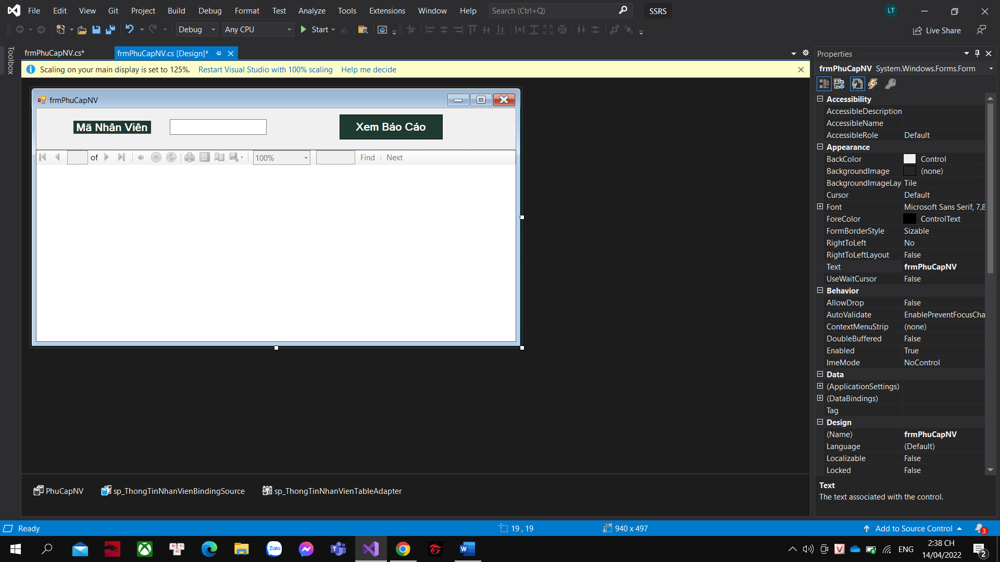 File Edit View Git Project Build Debug Format Test Analyze Tools Extensions Window Help Search (Ctrl+Q) SSRS LT
Debug Any CPU Start Live Share
Toolbox
frmPhuCapNV.cs* frmPhuCapNV.cs [Design]*
Scaling on your main display is set to 125%. Restart Visual Studio with 100% scaling Help me decide
frmPhuCapNV
Mã Nhân Viên Xem Báo Cáo
of 100% Find Next
PhuCapNV sp_ThongTinNhanVienBindingSource sp_ThongTinNhanVienTableAdapter
Properties
frmPhuCapNV System.Windows.Forms.Form
Accessibility
AccessibleDescription
AccessibleName
AccessibleRole Default
Appearance
BackColor Control
BackgroundImage (none)
BackgroundImageLay Tile
Cursor Default
Font Microsoft Sans Serif, 7,8
ForeColor ControlText
FormBorderStyle Sizable
RightToLeft No
RightToLeftLayout False
Text frmPhuCapNV
UseWaitCursor False
Behavior
AllowDrop False
AutoValidate EnablePreventFocusCha
ContextMenuStrip (none)
DoubleBuffered False
Enabled True
ImeMode NoControl
Data
(ApplicationSettings)
(DataBindings)
Tag
Design
(Name) frmPhuCapNV
Language (Default)
Localizable False
Locked False
Text
The text associated with the control.
Ready 19 , 19 940 x 497 Add to Source Control 3
Zalo ENG 2:38 CH
14/04/2022 2